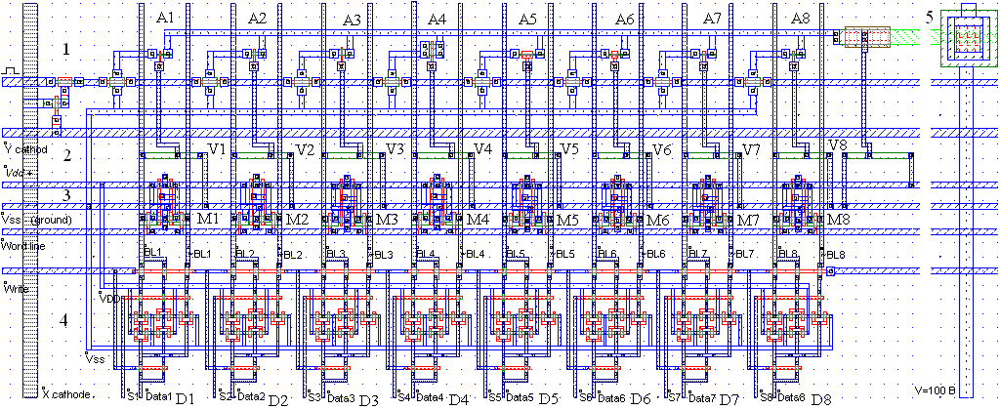 A1 A2 A3 A4 A5 A6 A7 A8 5
1
Y cathod
2 V1 V2 V3 V4 V5 V6 V7 V8
Vdc +
3
Vss - (ground) M1 M2 M3 M4 M5 M6 M7 M8
Word line
BL1 BL1 BL2 BL2 BL3 BL3 BL4 BL4 BL5 BL5 BL6 BL6 BL7 BL7 BL8 BL8
Write
VDD
4
Vss
X cathode S1 Data1 D1 S2 Data2 D2 S3 Data3 D3 S4 Data4 D4 S5 Data5 D5 S6 Data6 D6 S7 Data7 D7 S8 Data8 D8 V=100 B